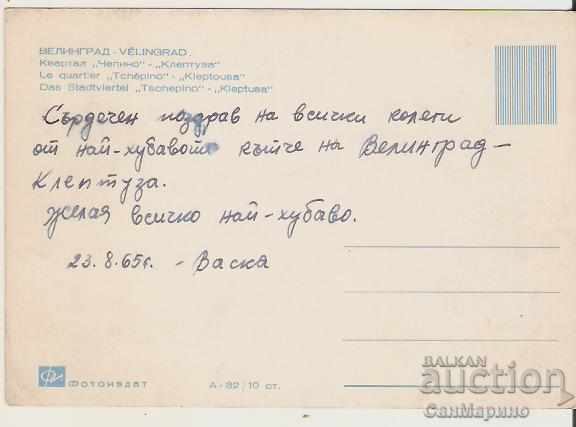 ВЕЛИНГРАД - VÉLINGRAD
Квартал „Чепино“ - „Клептуза“
Le quartier „Tchépino“ - „Kleptousa“
Das Stadtviertel „Tschepino“ - „Kleptusa“
Сърдечен поздрав на всички колеги
от най-хубавото кътче на Велинград -
Клептуза.
Желая всичко най-хубаво.
23.8.65г. - Васка
Фотоиздат
А-82/10 ст.
БАЛКАН
auction
СанМарино